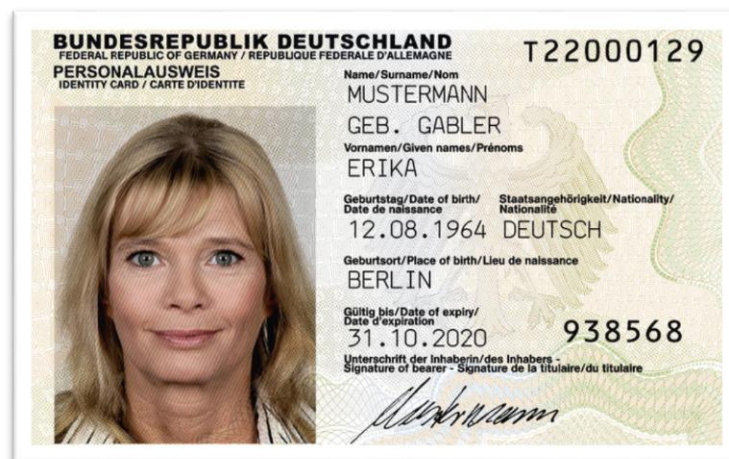 BUNDESREPUBLIK DEUTSCHLAND
FEDERAL REPUBLIC OF GERMANY / REPUBLIQUE FEDERALE D'ALLEMAGNE
T22000129
PERSONALAUSWEIS
IDENTITY CARD / CARTE D'IDENTITE
Name/Surname/Nom
MUSTERMANN
GEB. GABLER
Vornamen/Given names/Prénoms
ERIKA
Geburtstag/Date of birth/
Date de naissance
Staatsangehörigkeit/Nationality/
Nationalité
12.08.1964 DEUTSCH
Geburtsort/Place of birth/Lieu de naissance
BERLIN
Gültig bis/Date of expiry/
Date d'expiration
31.10.2020
938568
Unterschrift der Inhaberin/des Inhabers -
Signature of bearer - Signature de la titulaire/du titulaire
Mustermann